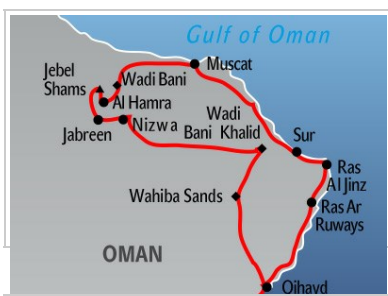 Gulf of Oman
Muscat
Jebel
Shams
Wadi Bani
Al Hamra
Wadi
Bani Khalid
Jabreen
Nizwa
Sur
Ras
Al Jinz
Wahiba Sands
Ras Ar
Ruways
OMAN
Qihayd